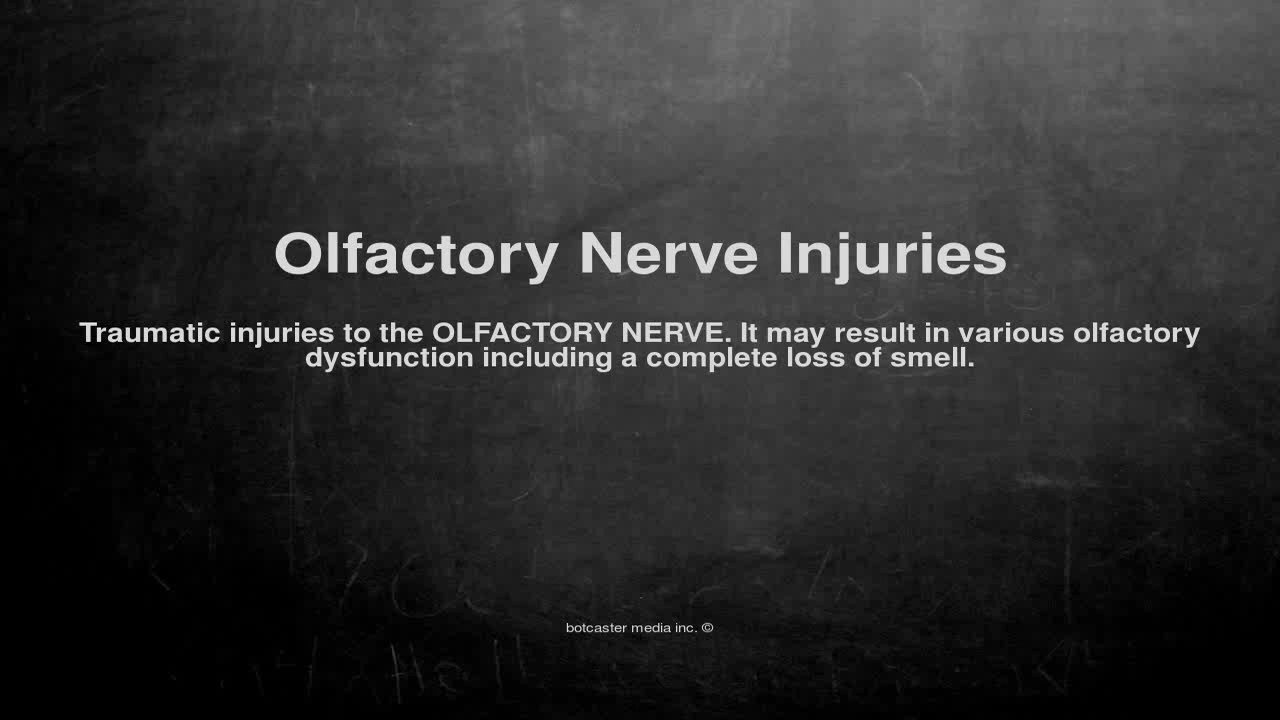 Olfactory Nerve Injuries
Traumatic injuries to the OLFACTORY NERVE. It may result in various olfactory
dysfunction including a complete loss of smell.
botcaster media inc. ©